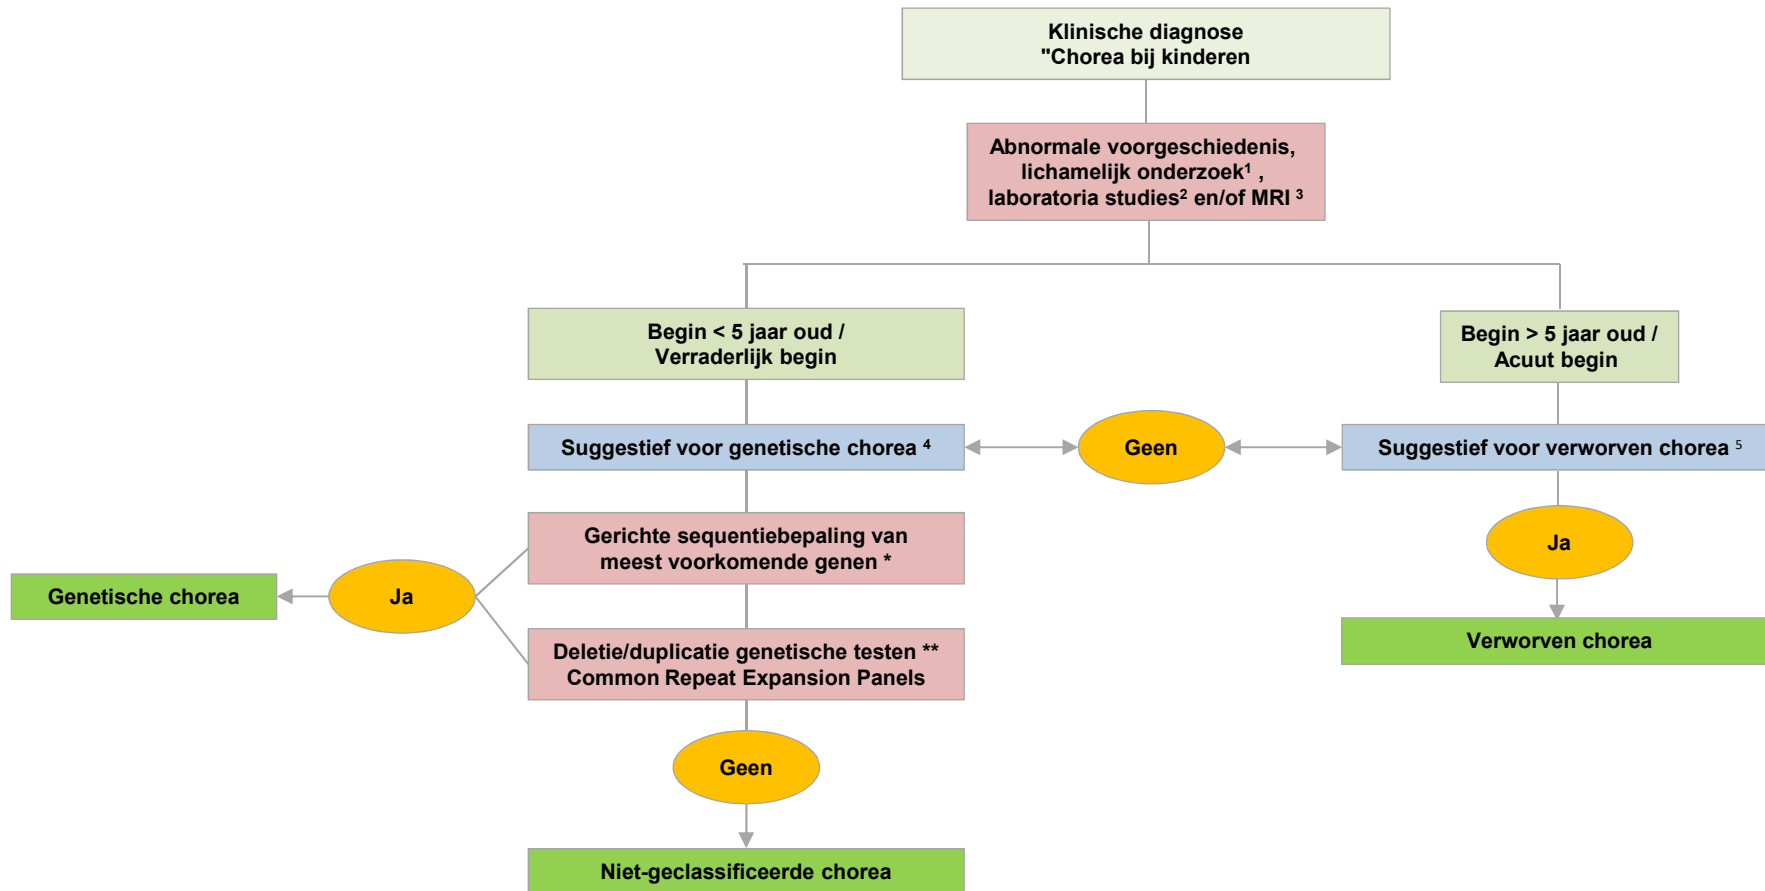 Klinische diagnose
"Chorea bij kinderen
Abnormale voorgeschiedenis,
lichamelijk onderzoek¹ ,
laboratoria studies² en/of MRI ³
Begin < 5 jaar oud /
Verraderlijk begin
Begin > 5 jaar oud /
Acuut begin
Suggestief voor genetische chorea ⁴
Geen
Suggestief voor verworven chorea ⁵
Gerichte sequentiebepaling van
meest voorkomende genen *
Ja
Genetische chorea
Ja
Deletie/duplicatie genetische testen **
Common Repeat Expansion Panels
Verworven chorea
Geen
Niet-geclassificeerde chorea